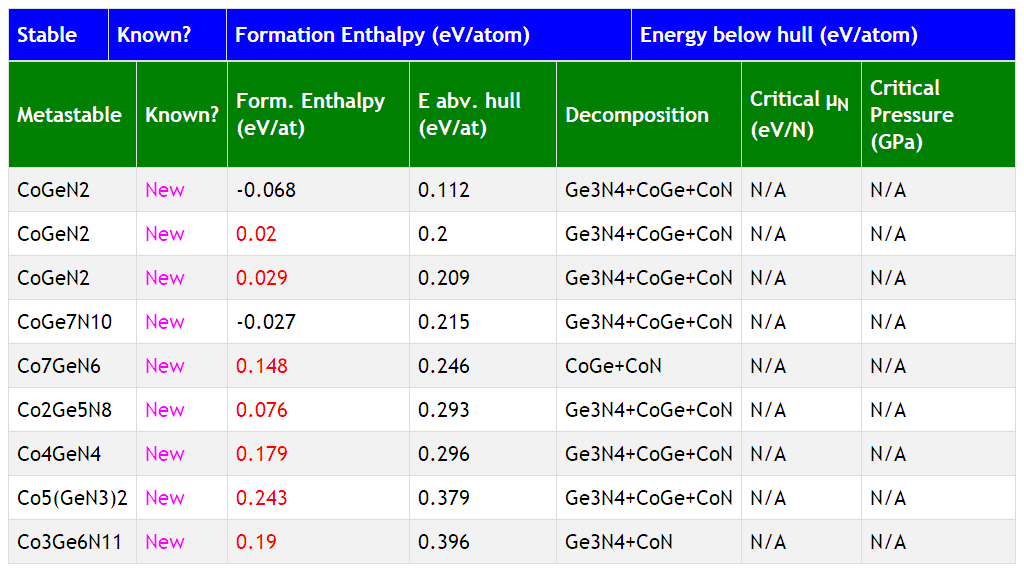 Stable Known? Formation Enthalpy (eV/atom) Energy below hull (eV/atom)
Metastable Known? Form. Enthalpy (eV/at) E abv. hull (eV/at) Decomposition Critical μN (eV/N) Critical Pressure (GPa)
CoGeN2 New -0.068 0.112 Ge3N4+CoGe+CoN N/A N/A
CoGeN2 New 0.02 0.2 Ge3N4+CoGe+CoN N/A N/A
CoGeN2 New 0.029 0.209 Ge3N4+CoGe+CoN N/A N/A
CoGe7N10 New -0.027 0.215 Ge3N4+CoGe+CoN N/A N/A
Co7GeN6 New 0.148 0.246 CoGe+CoN N/A N/A
Co2Ge5N8 New 0.076 0.293 Ge3N4+CoGe+CoN N/A N/A
Co4GeN4 New 0.179 0.296 Ge3N4+CoGe+CoN N/A N/A
Co5(GeN3)2 New 0.243 0.379 Ge3N4+CoGe+CoN N/A N/A
Co3Ge6N11 New 0.19 0.396 Ge3N4+CoN N/A N/A